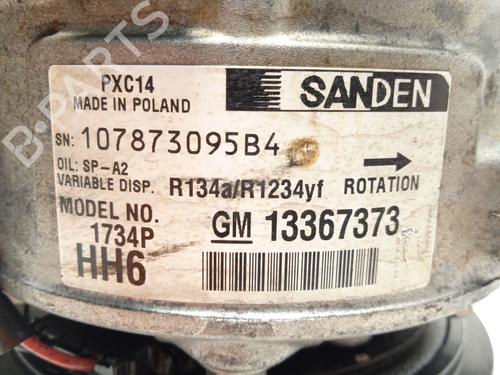 PXC14
MADE IN POLAND
SANDEN
SN: 107873095B4
OIL: SP-A2
VARIABLE DISP. R134a/R1234yf ROTATION
MODEL NO.
1734P
GM 13367373
HH6
B-PARTS